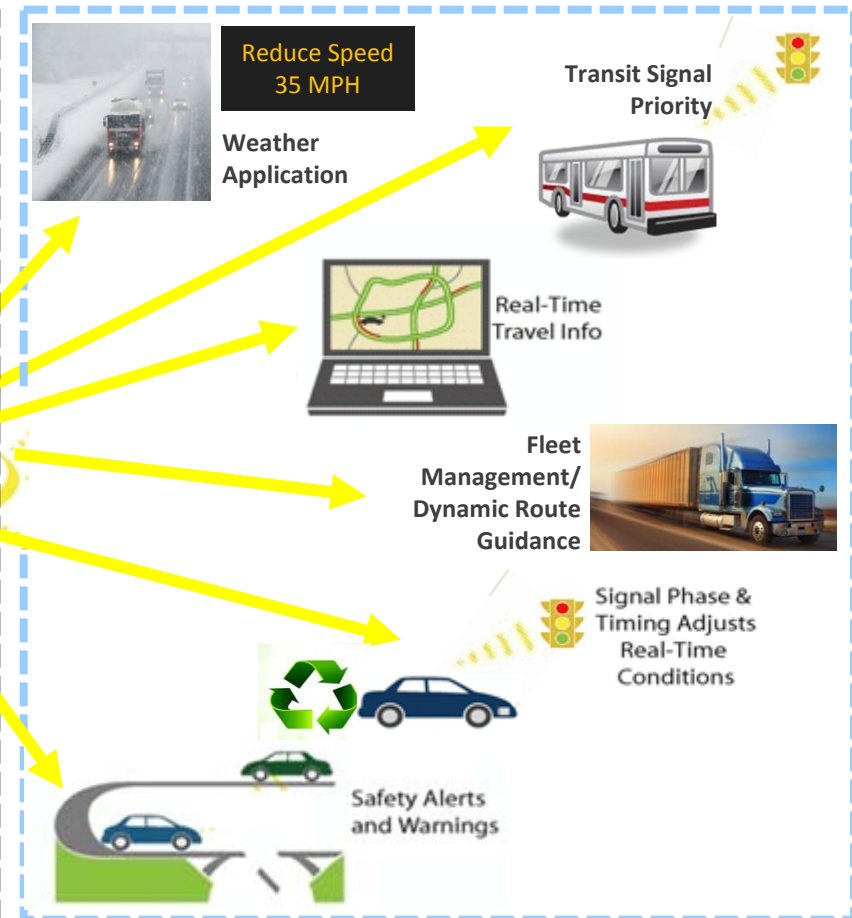 Reduce Speed
35 MPH
Weather
Application
Transit Signal
Priority
Real-Time
Travel Info
Fleet
Management/
Dynamic Route
Guidance
Signal Phase &
Timing Adjusts
Real-Time
Conditions
Safety Alerts
and Warnings